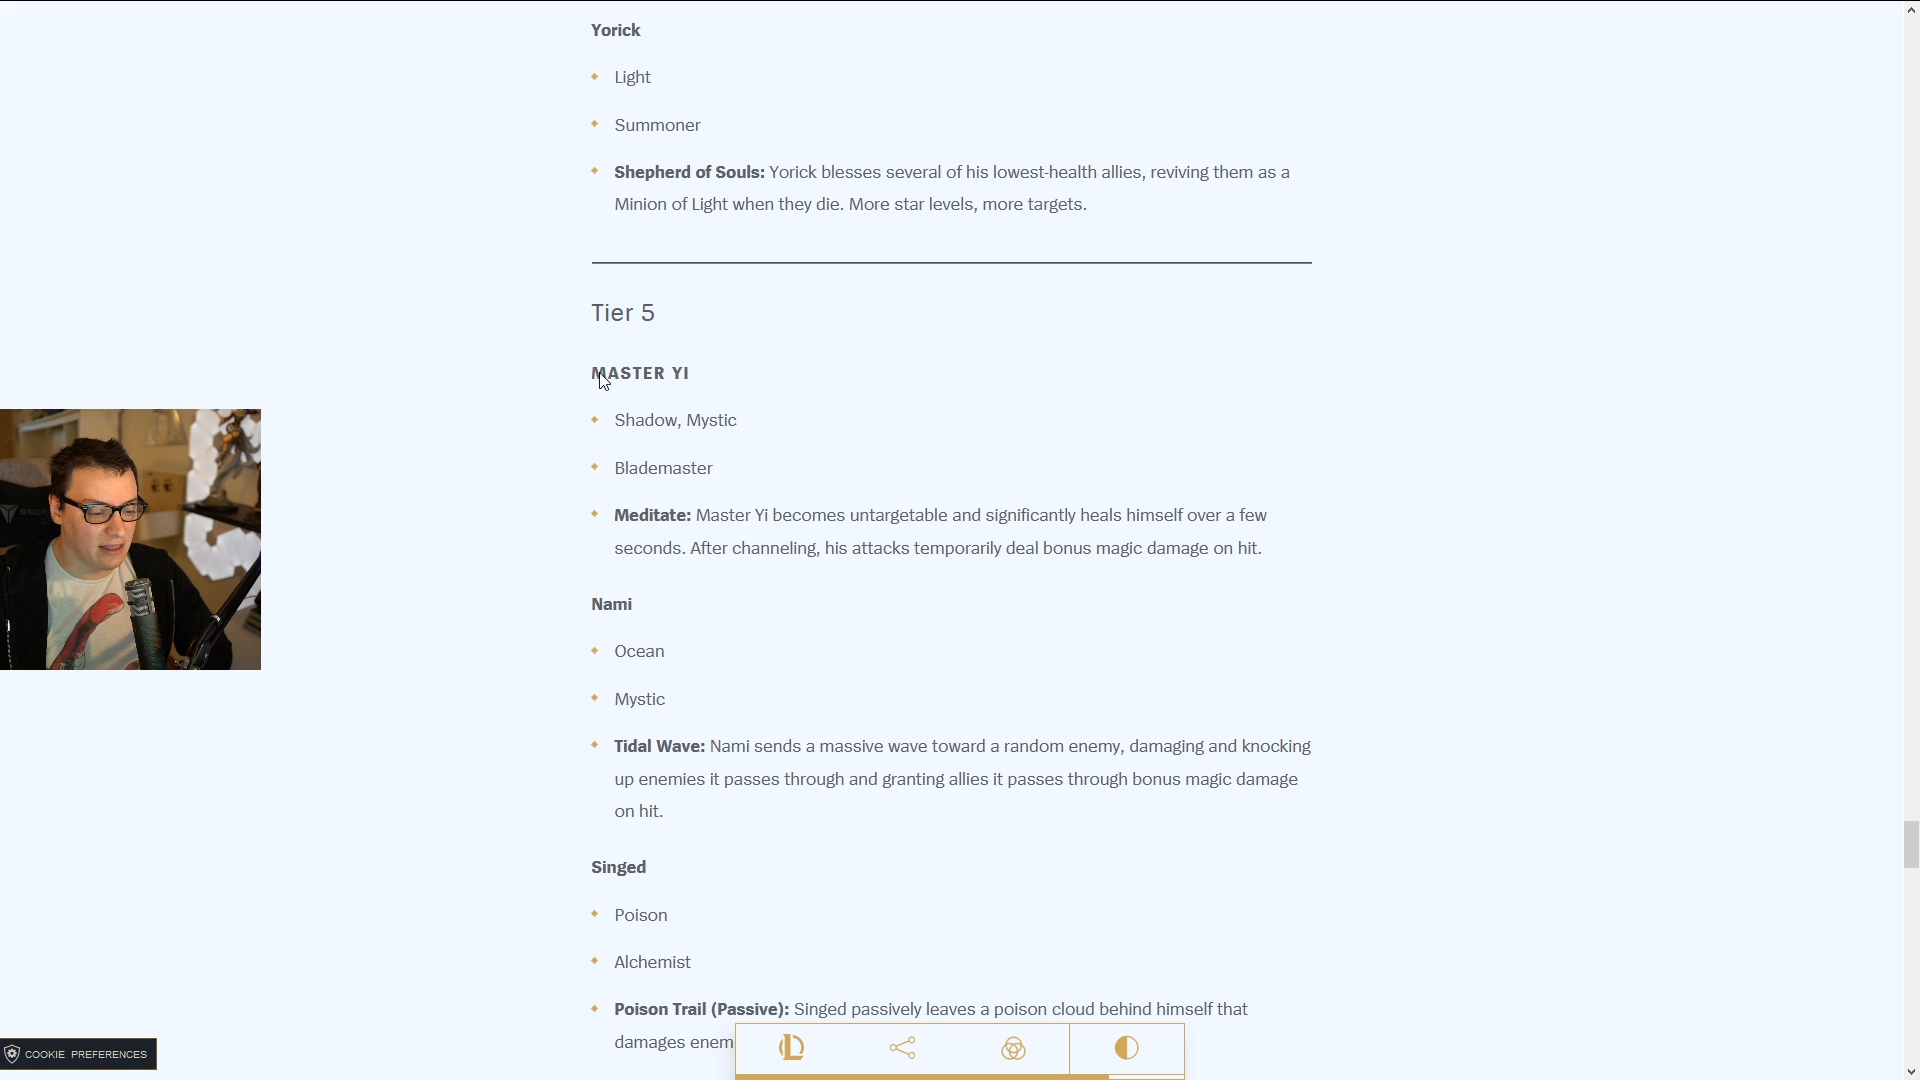 Yorick
Light
Summoner
Shepherd of Souls: Yorick blesses several of his lowest-health allies, reviving them as a
Minion of Light when they die. More star levels, more targets.
Tier 5
MASTER YI
Shadow, Mystic
Blademaster
Meditate: Master Yi becomes untargetable and significantly heals himself over a few
seconds. After channeling, his attacks temporarily deal bonus magic damage on hit.
Nami
Ocean
Mystic
Tidal Wave: Nami sends a massive wave toward a random enemy, damaging and knocking
up enemies it passes through and granting allies it passes through bonus magic damage
on hit.
Singed
Poison
Alchemist
Poison Trail (Passive): Singed passively leaves a poison cloud behind himself that
damages enem
COOKIE PREFERENCES